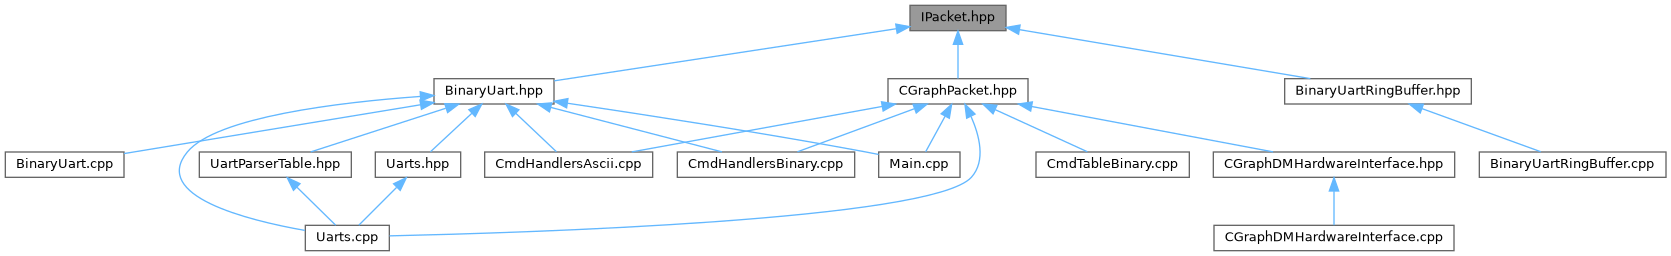 IPacket.hpp
BinaryUart.hpp
CGraphPacket.hpp
BinaryUartRingBuffer.hpp
BinaryUart.cpp
UartParserTable.hpp
Uarts.hpp
CmdHandlersAscii.cpp
CmdHandlersBinary.cpp
Main.cpp
CmdTableBinary.cpp
CGraphDMHardwareInterface.hpp
BinaryUartRingBuffer.cpp
Uarts.cpp
CGraphDMHardwareInterface.cpp